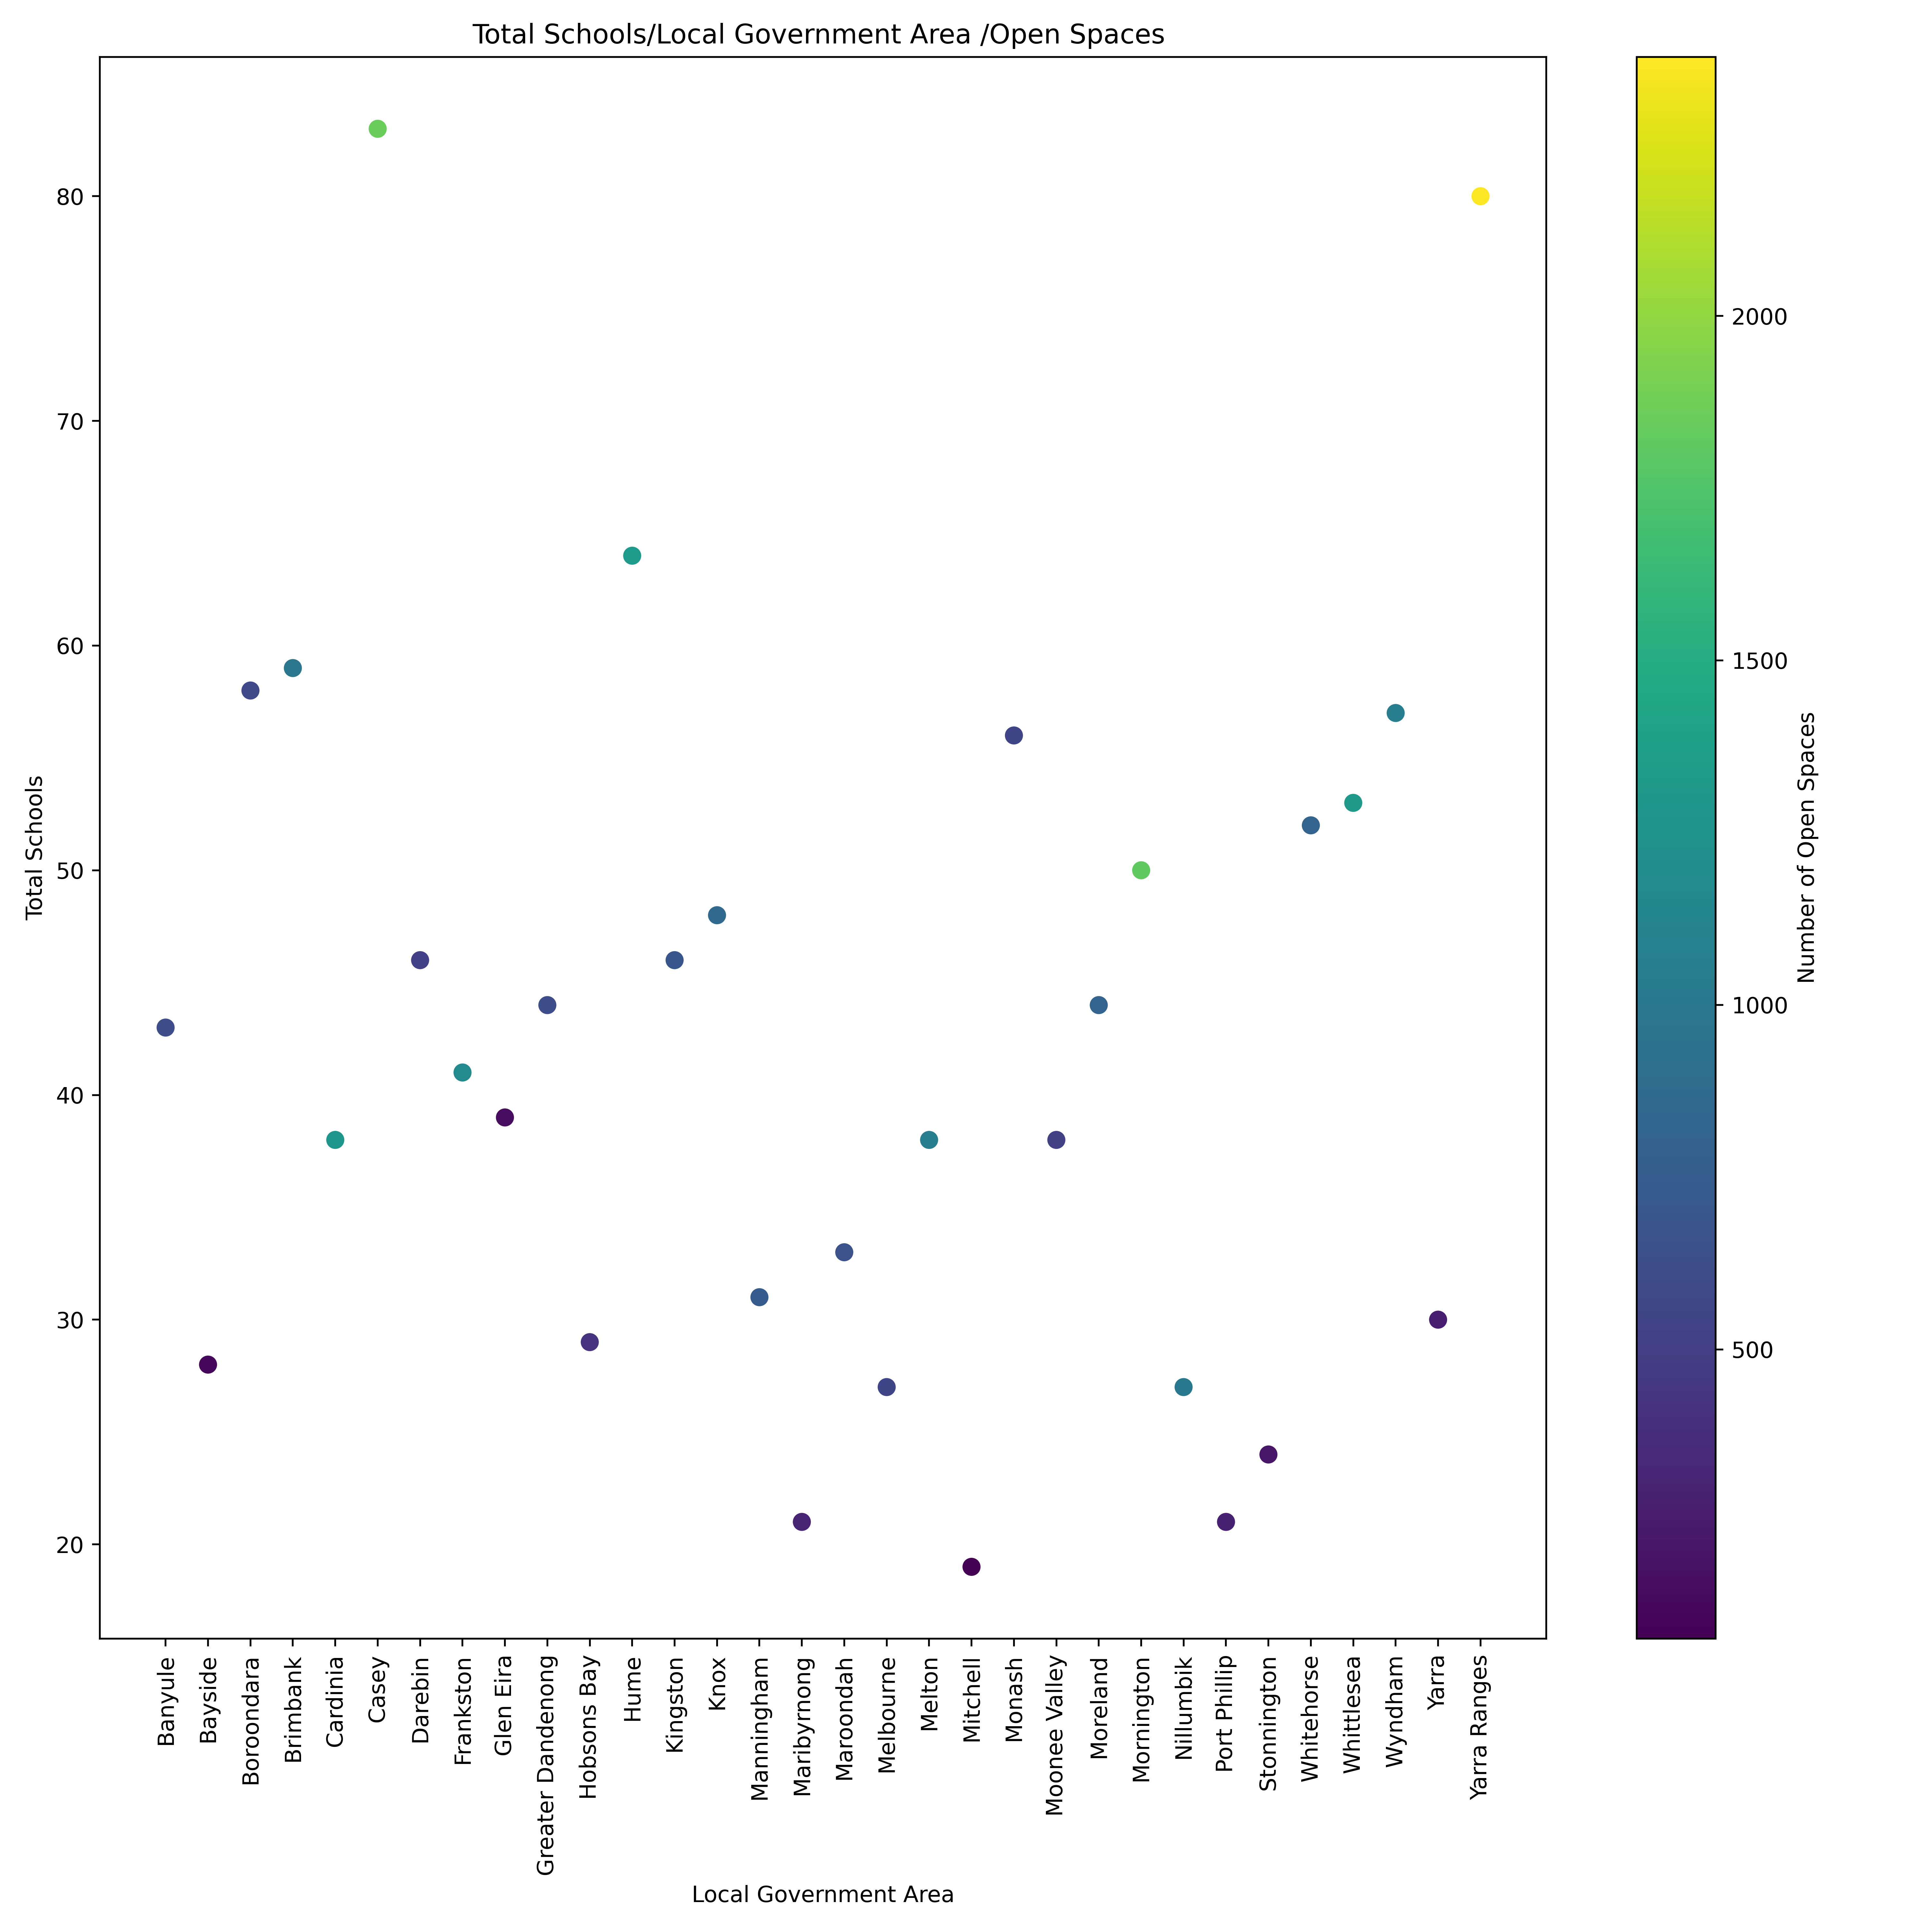 Total Schools/Local Government Area /Open Spaces
Total Schools
80
70
60
50
40
30
20
Banyule
Bayside
Boroondara
Brimbank
Cardinia
Casey
Darebin
Frankston
Glen Eira
Greater Dandenong
Hobsons Bay
Hume
Kingston
Knox
Manningham
Maribyrnong
Maroondah
Melbourne
Melton
Mitchell
Monash
Moonee Valley
Moreland
Mornington
Nillumbik
Port Phillip
Stonnington
Whitehorse
Whittlesea
Wyndham
Yarra
Yarra Ranges
Local Government Area
2000
1500
1000
500
Number of Open Spaces